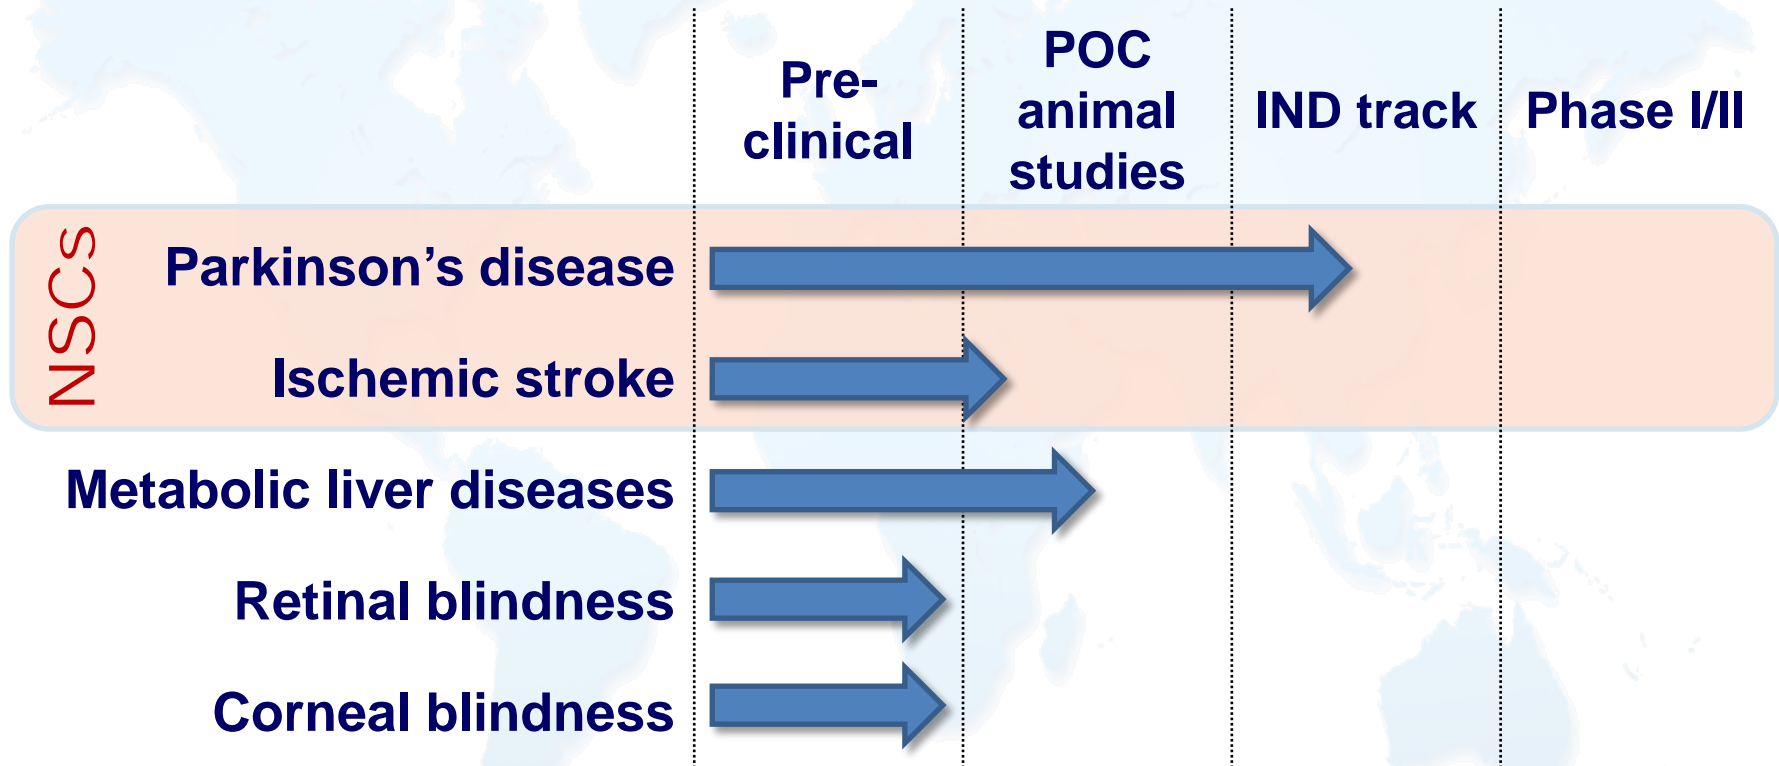 Pre-
clinical
POC
animal
studies
IND track
Phase I/II
NSCs
Parkinson’s disease
Ischemic stroke
Metabolic liver diseases
Retinal blindness
Corneal blindness